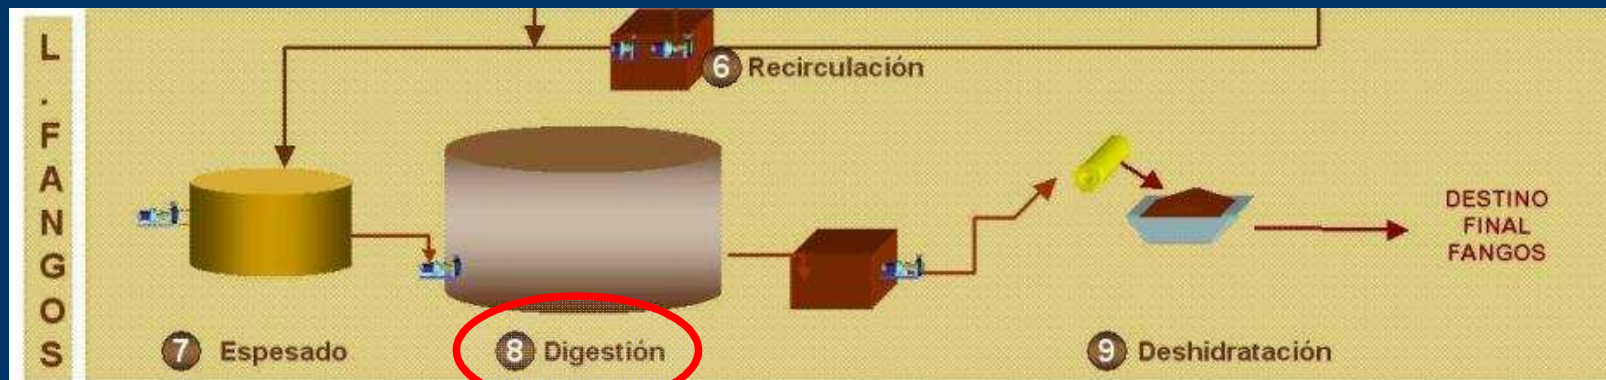 L.FANGOS
6 Recirculación
DESTINO
FINAL
FANGOS
7 Espesado
8 Digestión
9 Deshidratación